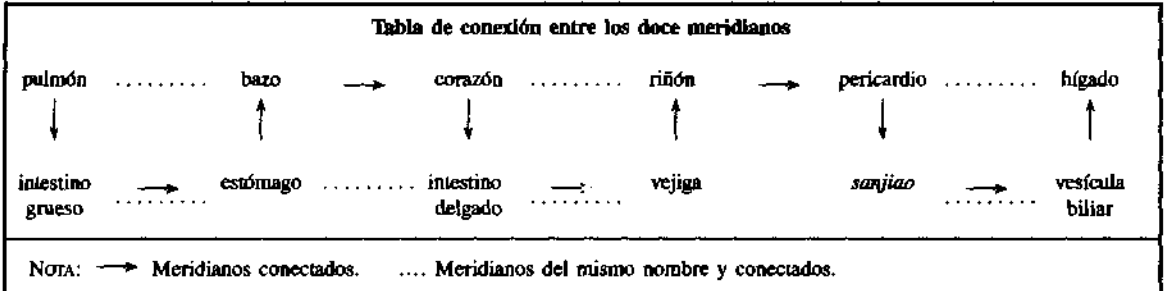 Tabla de conexión entre los doce meridianos
pulmón ......... bazo → corazón ......... riñón → pericardio ......... hígado
↓ ↑ ↓ ↑ ↓ ↑
intestino → estómago ......... intestino → vejiga sanjiao → vesícula
grueso ......... delgado ......... ......... biliar
NOTA: → Meridianos conectados. .... Meridianos del mismo nombre y conectados.